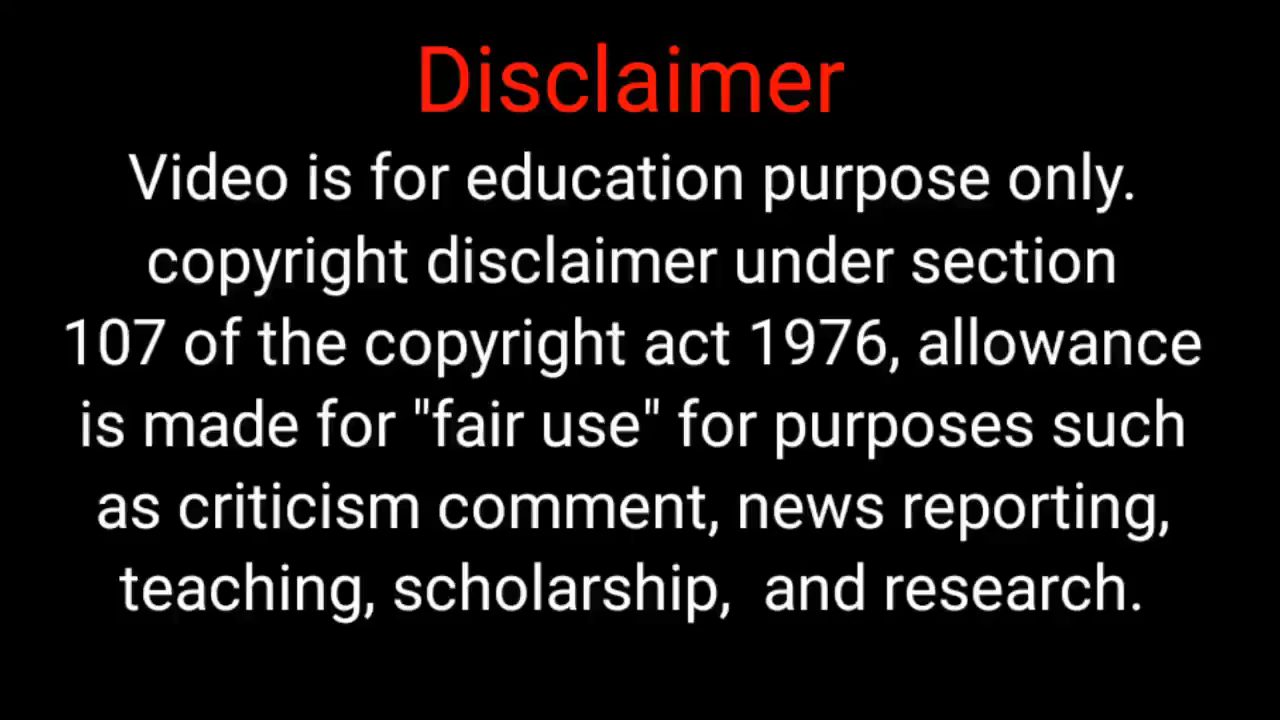 Disclaimer
Video is for education purpose only.
copyright disclaimer under section
107 of the copyright act 1976, allowance
is made for "fair use" for purposes such
as criticism comment, news reporting,
teaching, scholarship,  and research.